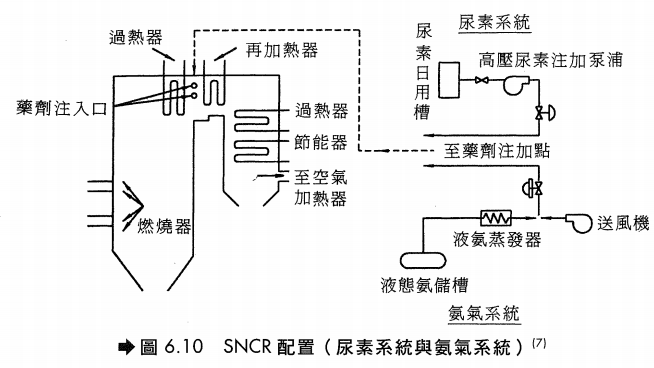 尿素系統
過熱器
再加熱器
尿素日用槽
高壓尿素注加泵浦
藥劑注入口
過熱器
節能器
至藥劑注加點
至空氣
加熱器
燃燒器
送風機
液氨蒸發器
液態氨儲槽
氨氣系統
➡圖 6.10 SNCR 配置(尿素系統與氨氣系統)(7)